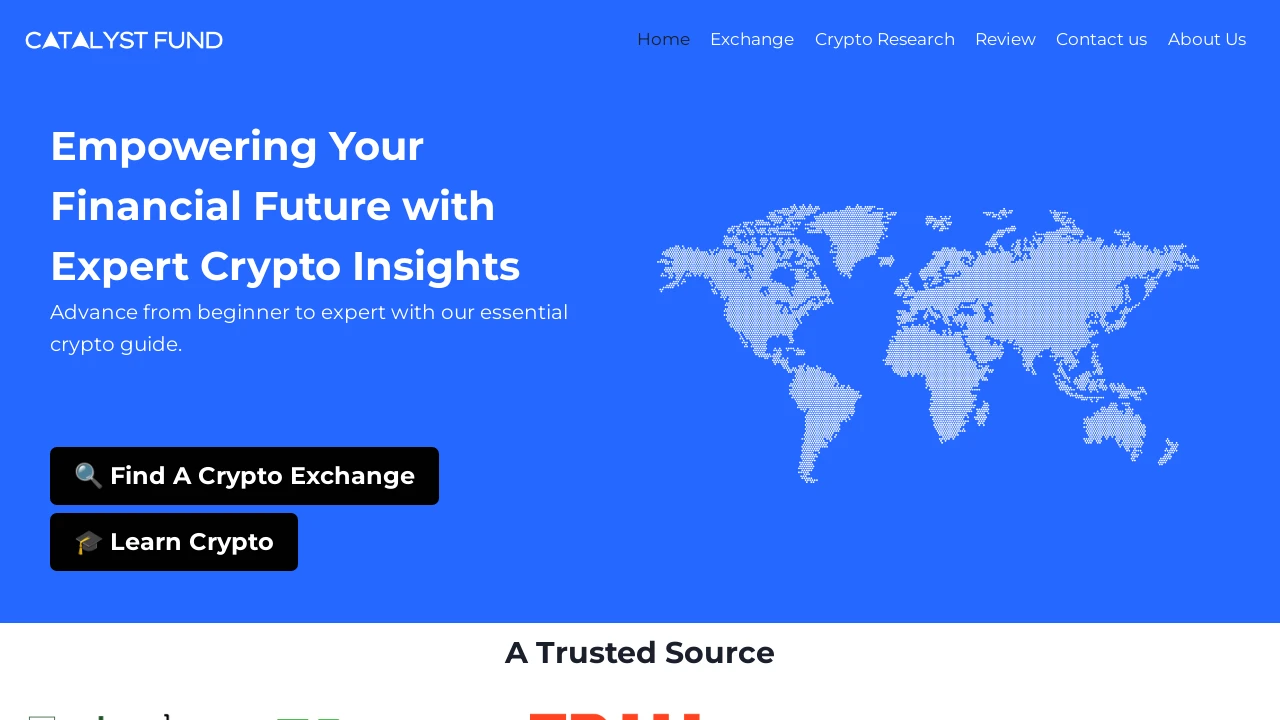 CATALYST FUND
Home Exchange Crypto Research Review Contact us About Us
Empowering Your
Financial Future with
Expert Crypto Insights
Advance from beginner to expert with our essential
crypto guide.
🔍 Find A Crypto Exchange
🎓 Learn Crypto
A Trusted Source